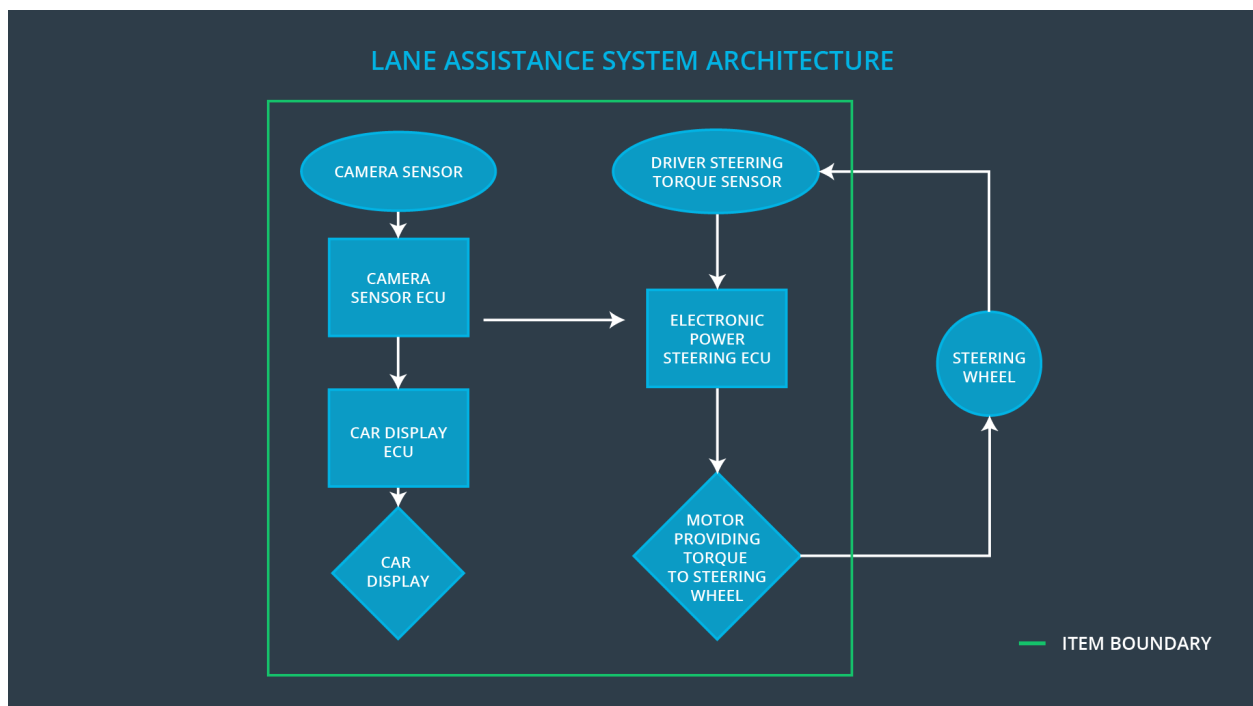 LANE ASSISTANCE SYSTEM ARCHITECTURE
CAMERA SENSOR
CAMERA
SENSOR ECU
CAR DISPLAY
ECU
CAR
DISPLAY
DRIVER STEERING
TORQUE SENSOR
ELECTRONIC
POWER
STEERING ECU
MOTOR
PROVIDING
TORQUE
TO STEERING
WHEEL
STEERING
WHEEL
ITEM BOUNDARY